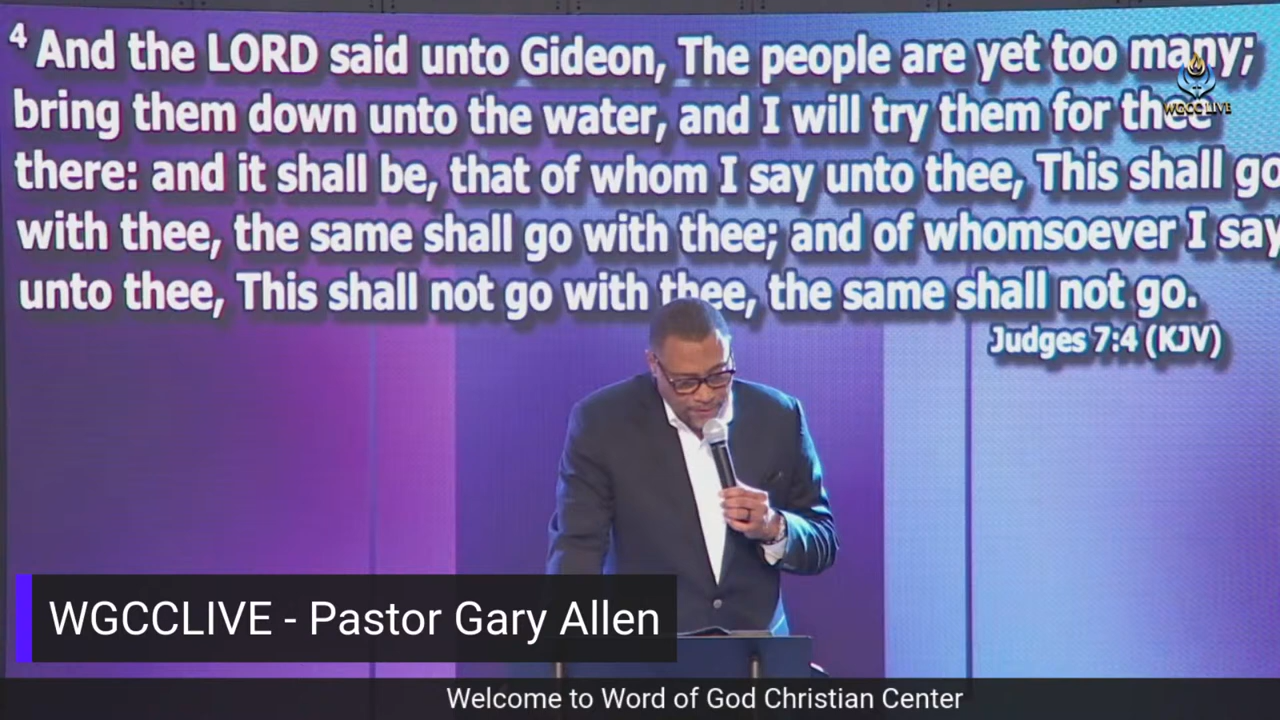 4 And the LORD said unto Gideon, The people are yet too many;
bring them down unto the water, and I will try them for thee
there: and it shall be, that of whom I say unto thee, This shall go
with thee, the same shall go with thee; and of whomsoever I say
unto thee, This shall not go with thee, the same shall not go.
Judges 7:4 (KJV)
WGCCLIVE
WGCCLIVE - Pastor Gary Allen
Welcome to Word of God Christian Center